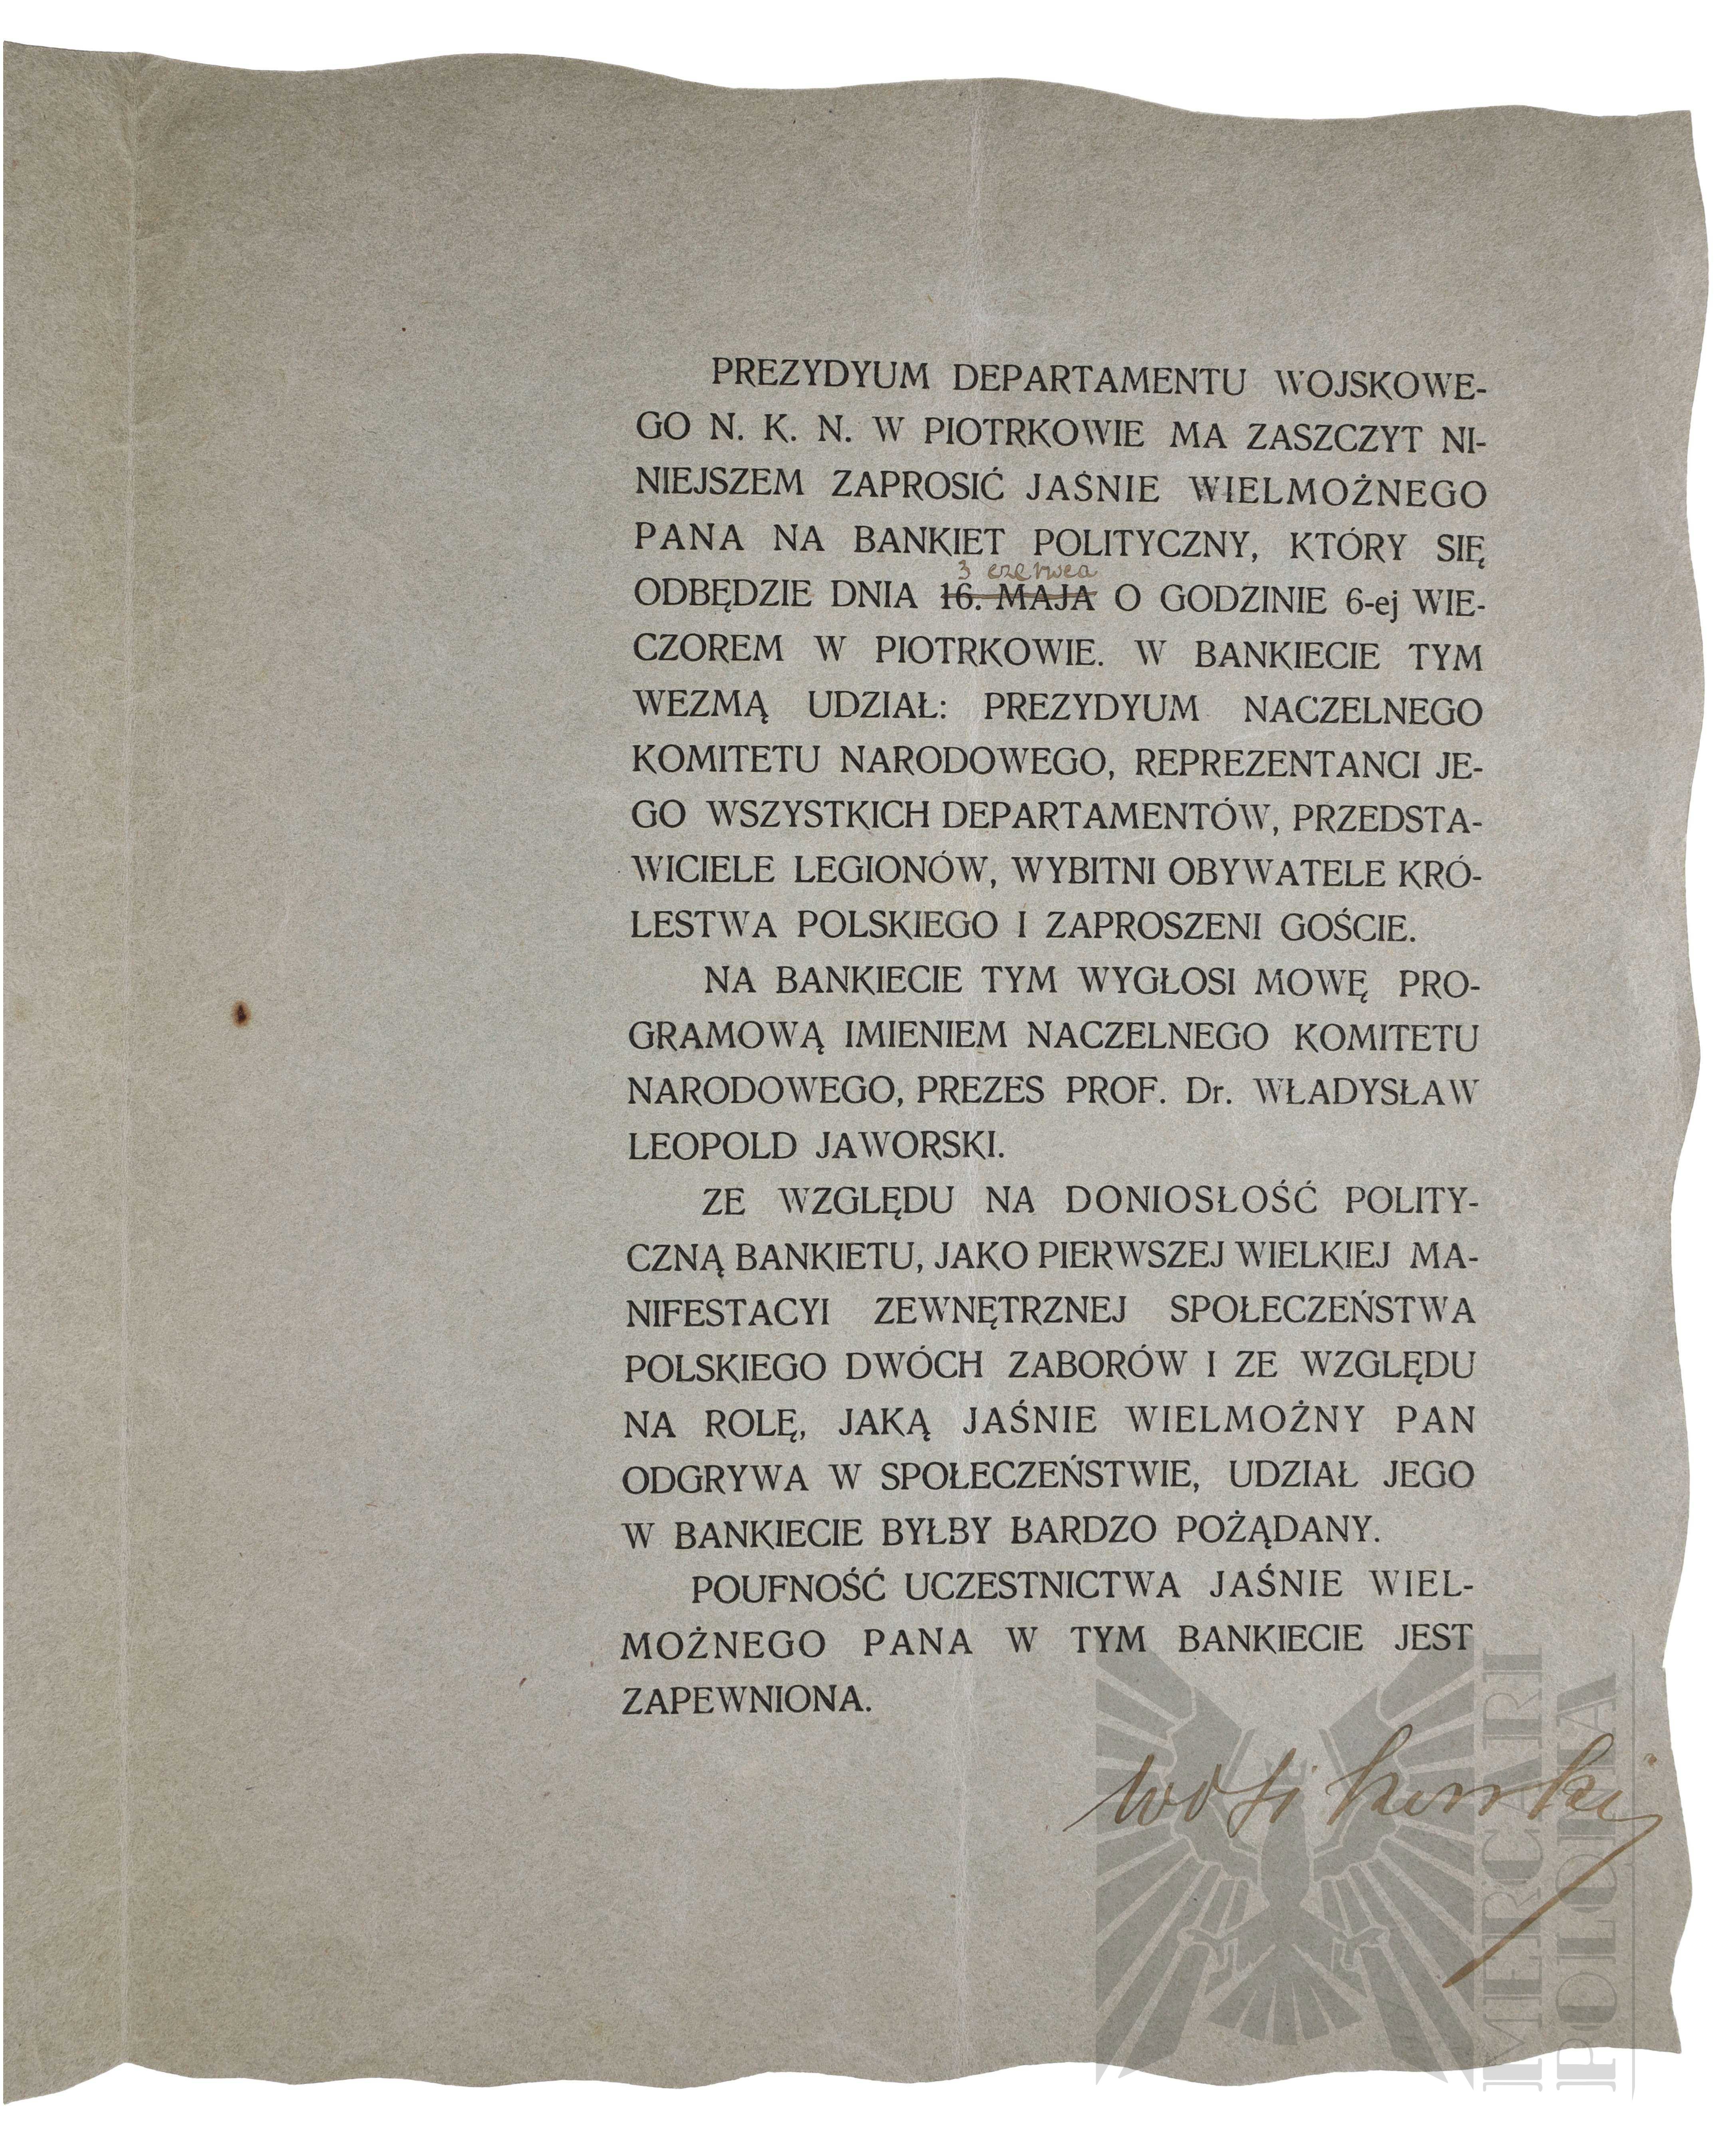 PREZYDYUM DEPARTAMENTU WOJSKOWE-
GO N. K. N. W PIOTRKOWIE MA ZASZCZYT NI-
NIEJSZEM ZAPROSIĆ JAŚNIE WIELMOŻNEGO
PANA NA BANKIET POLITYCZNY, KTÓRY SIĘ
3 czerwca
ODBĘDZIE DNIA 16. MAJA O GODZINIE 6-ej WIE-
CZOREM W PIOTRKOWIE. W BANKIECIE TYM
WEZMĄ UDZIAŁ: PREZYDYUM NACZELNEGO
KOMITETU NARODOWEGO, REPREZENTANCI JE-
GO WSZYSTKICH DEPARTAMENTÓW, PRZEDSTA-
WICIELE LEGIONÓW, WYBITNI OBYWATELE KRÓ-
LESTWA POLSKIEGO I ZAPROSZENI GOŚCIE.
NA BANKIECIE TYM WYGŁOSI MOWĘ PRO-
GRAMOWĄ IMIENIEM NACZELNEGO KOMITETU
NARODOWEGO, PREZES PROF. Dr. WŁADYSŁAW
LEOPOLD JAWORSKI.
ZE WZGLĘDU NA DONIOSŁOŚĆ POLITY-
CZNĄ BANKIETU, JAKO PIERWSZEJ WIELKIEJ MA-
NIFESTACYI ZEWNĘTRZNEJ SPOŁECZEŃSTWA
POLSKIEGO DWÓCH ZABORÓW I ZE WZGLĘDU
NA ROLĘ, JAKĄ JAŚNIE WIELMOŻNY PAN
ODGRYWA W SPOŁECZEŃSTWIE, UDZIAŁ JEGO
W BANKIECIE BYŁBY BARDZO POŻĄDANY.
POUFNOŚĆ UCZESTNICTWA JAŚNIE WIEL-
MOŻNEGO PANA W TYM BANKIECIE JEST
ZAPEWNIONA.
MERCARI
POLONIA